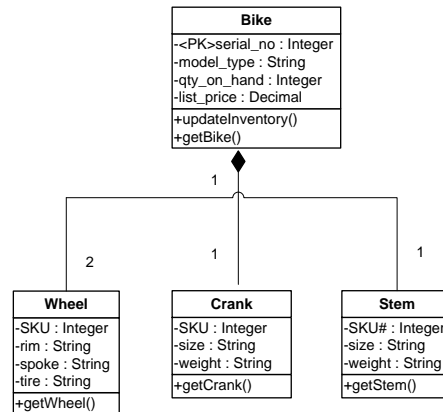 Bike
-<PK>serial_no : Integer
-model_type : String
-qty_on_hand : Integer
-list_price : Decimal
+updateInventory()
+getBike()
1
2
1
1
Wheel
-SKU : Integer
-rim : String
-spoke : String
-tire : String
+getWheel()
Crank
-SKU : Integer
-size : String
-weight : String
+getCrank()
Stem
-SKU# : Integer
-size : String
-weight : String
+getStem()